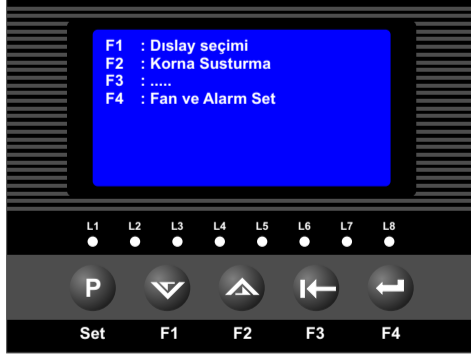 F1 : Dıslay seçimi
F2 : Korna Susturma
F3 : .....
F4 : Fan ve Alarm Set
L1 L2 L3 L4 L5 L6 L7 L8
P
Set F1 F2 F3 F4